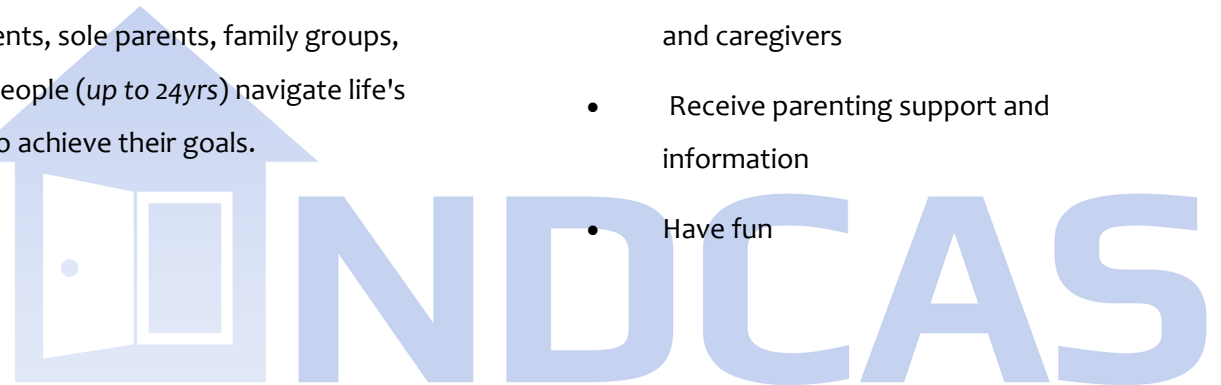 ents, sole parents, family groups,
eople (up to 24yrs) navigate life's
o achieve their goals.
and caregivers
• Receive parenting support and
information
• Have fun
NDCAS